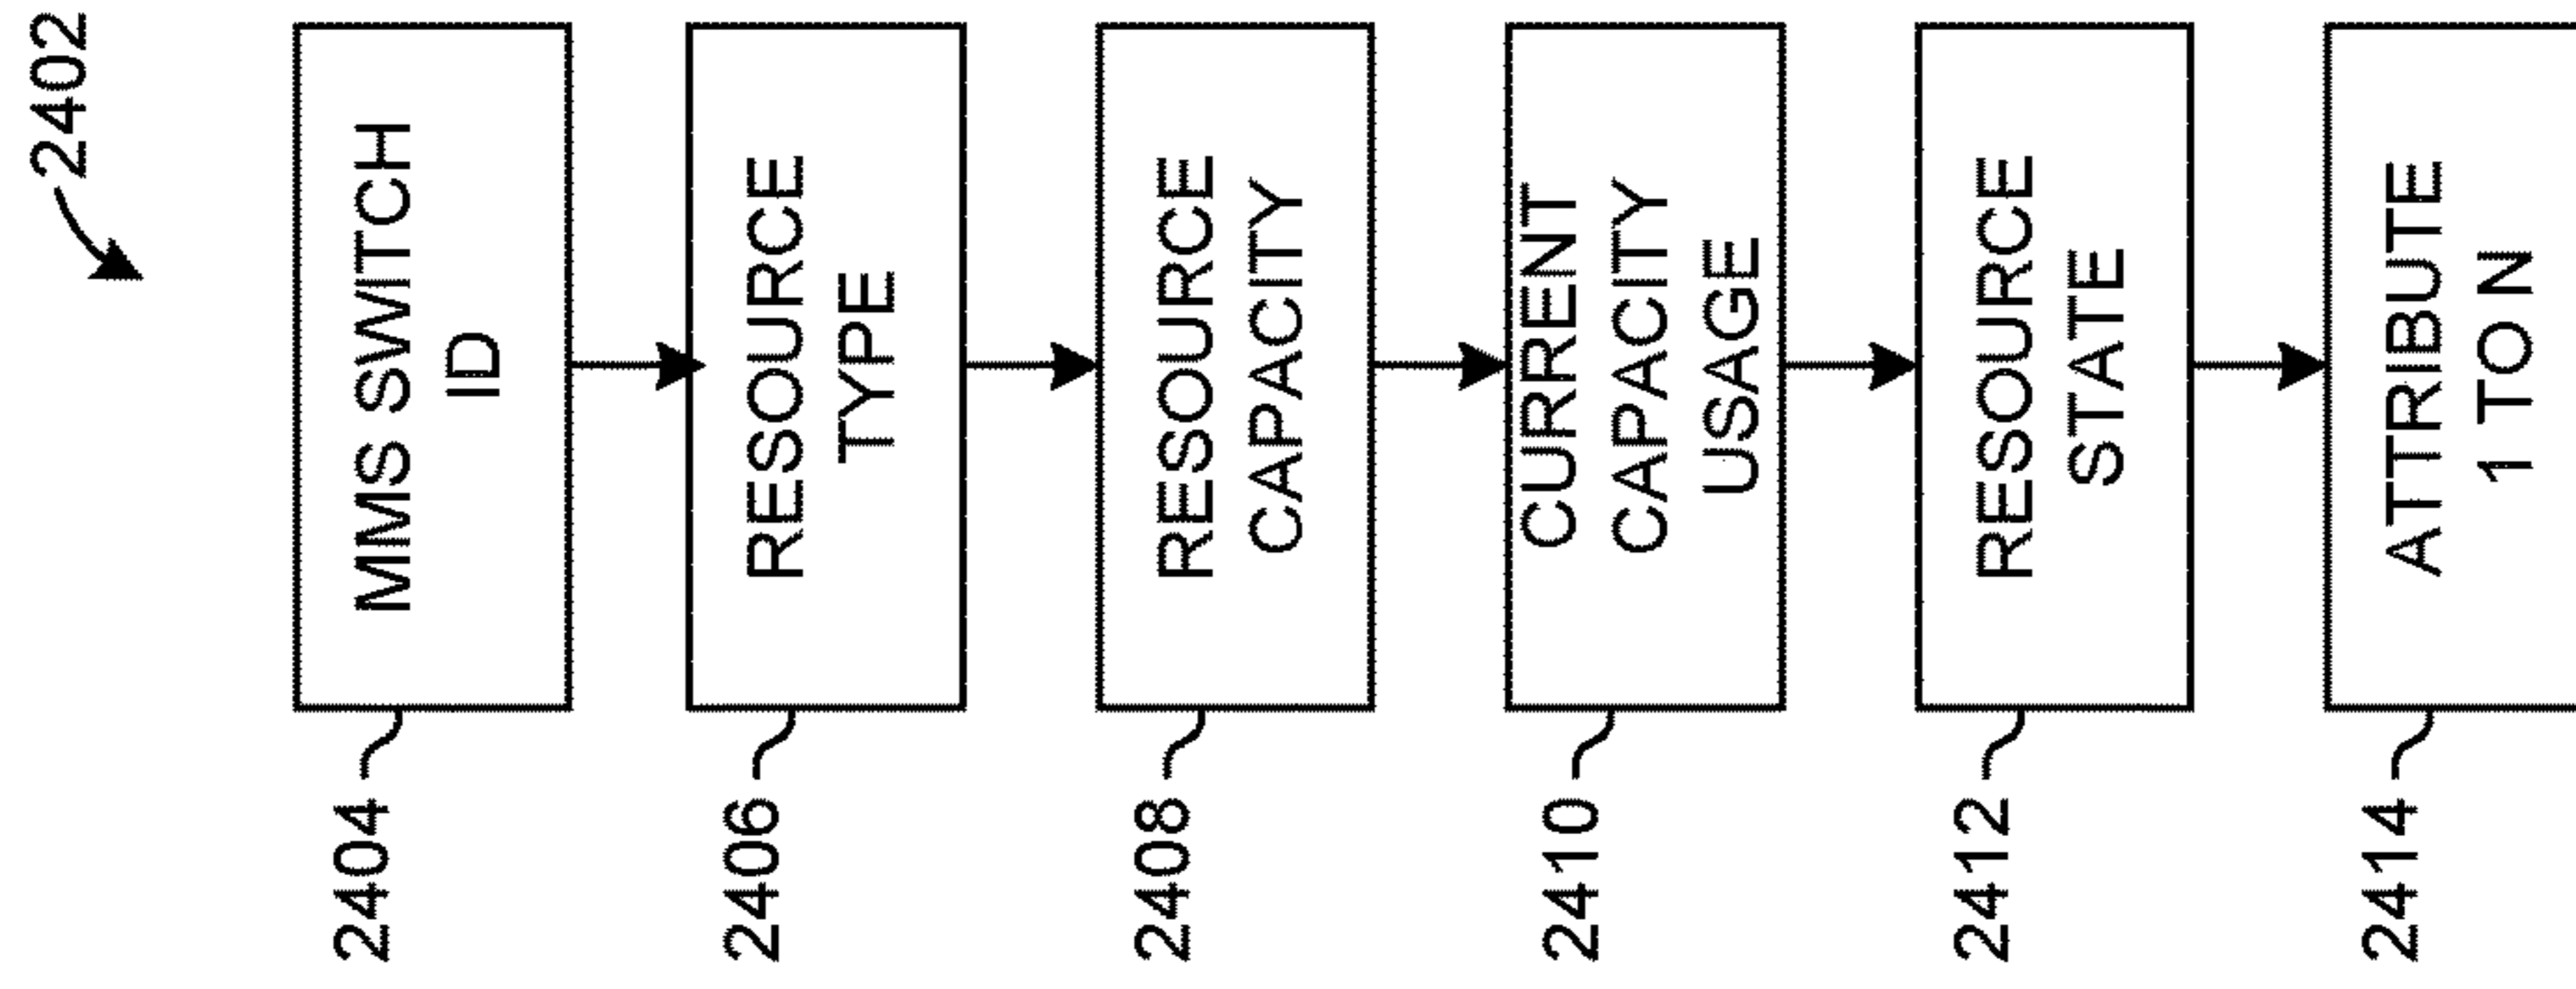 2402
2404
MMS SWITCH
ID
2406
RESOURCE
TYPE
2408
RESOURCE
CAPACITY
2410
CURRENT
CAPACITY
USAGE
2412
RESOURCE
STATE
2414
ATTRIBUTE
1 TO N